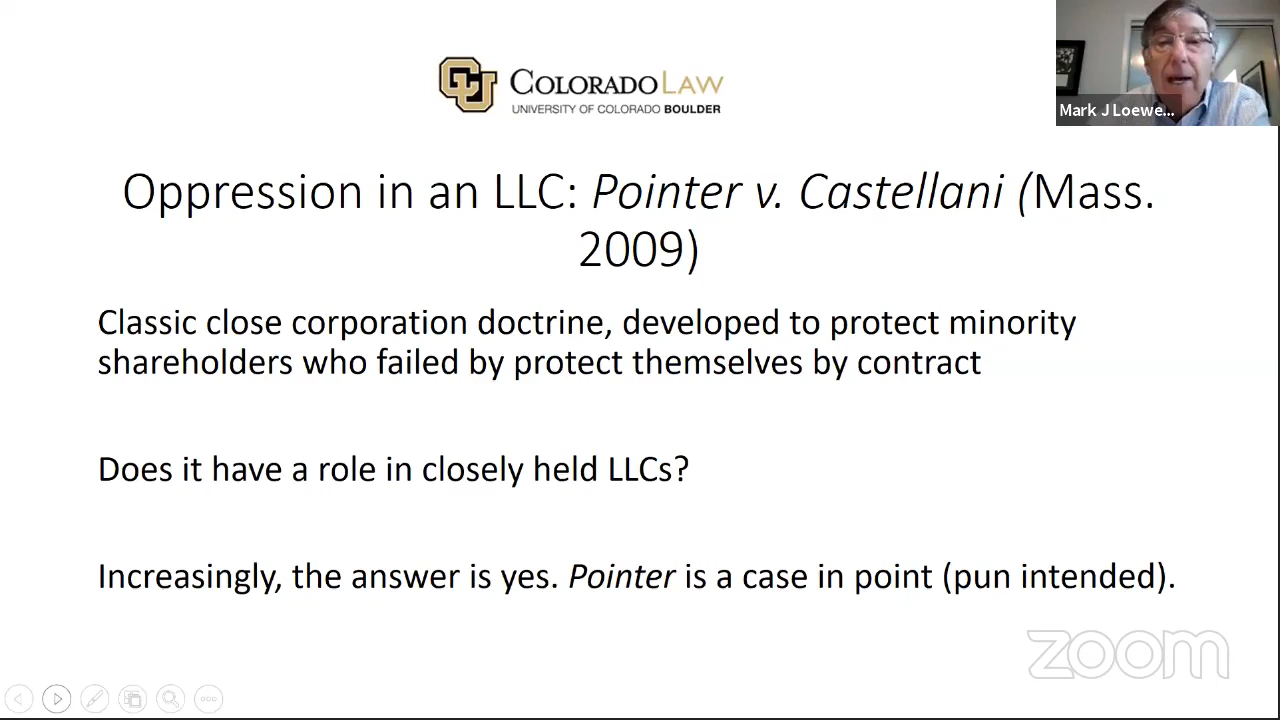 COLORADO LAW
UNIVERSITY OF COLORADO BOULDER
Mark J Loewe...
Oppression in an LLC: Pointer v. Castellani (Mass.
2009)
Classic close corporation doctrine, developed to protect minority
shareholders who failed by protect themselves by contract
Does it have a role in closely held LLCs?
Increasingly, the answer is yes. Pointer is a case in point (pun intended).
zoom